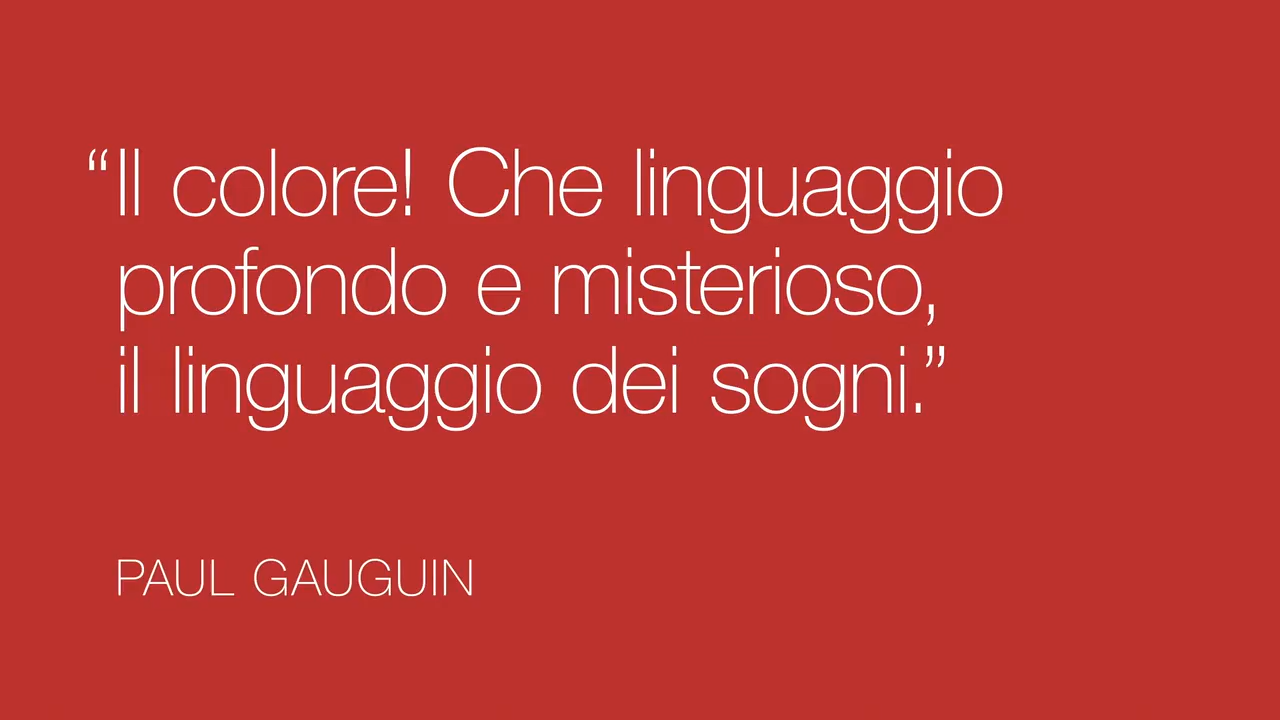 “Il colore! Che linguaggio
profondo e misterioso,
il linguaggio dei sogni.”
PAUL GAUGUIN